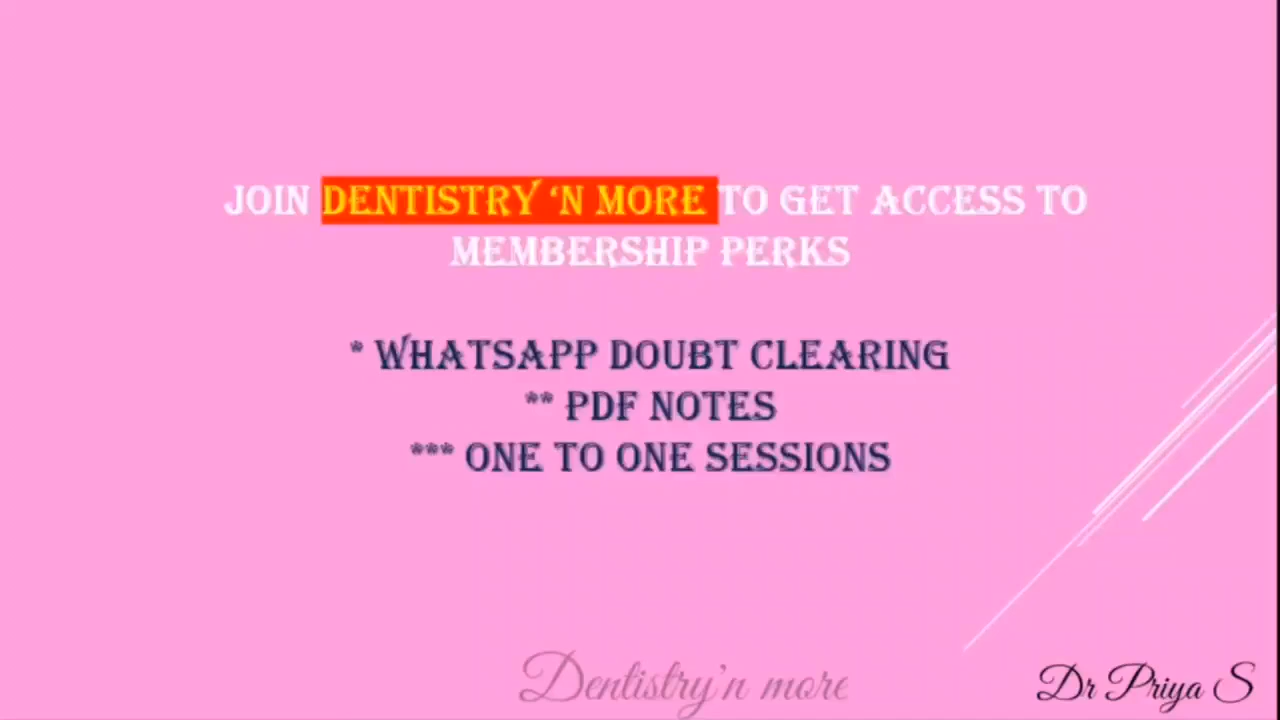 JOIN DENTISTRY 'N MORE TO GET ACCESS TO
MEMBERSHIP PERKS
* WHATSAPP DOUBT CLEARING
** PDF NOTES
*** ONE TO ONE SESSIONS
Dentistry'n more
Dr Priya S